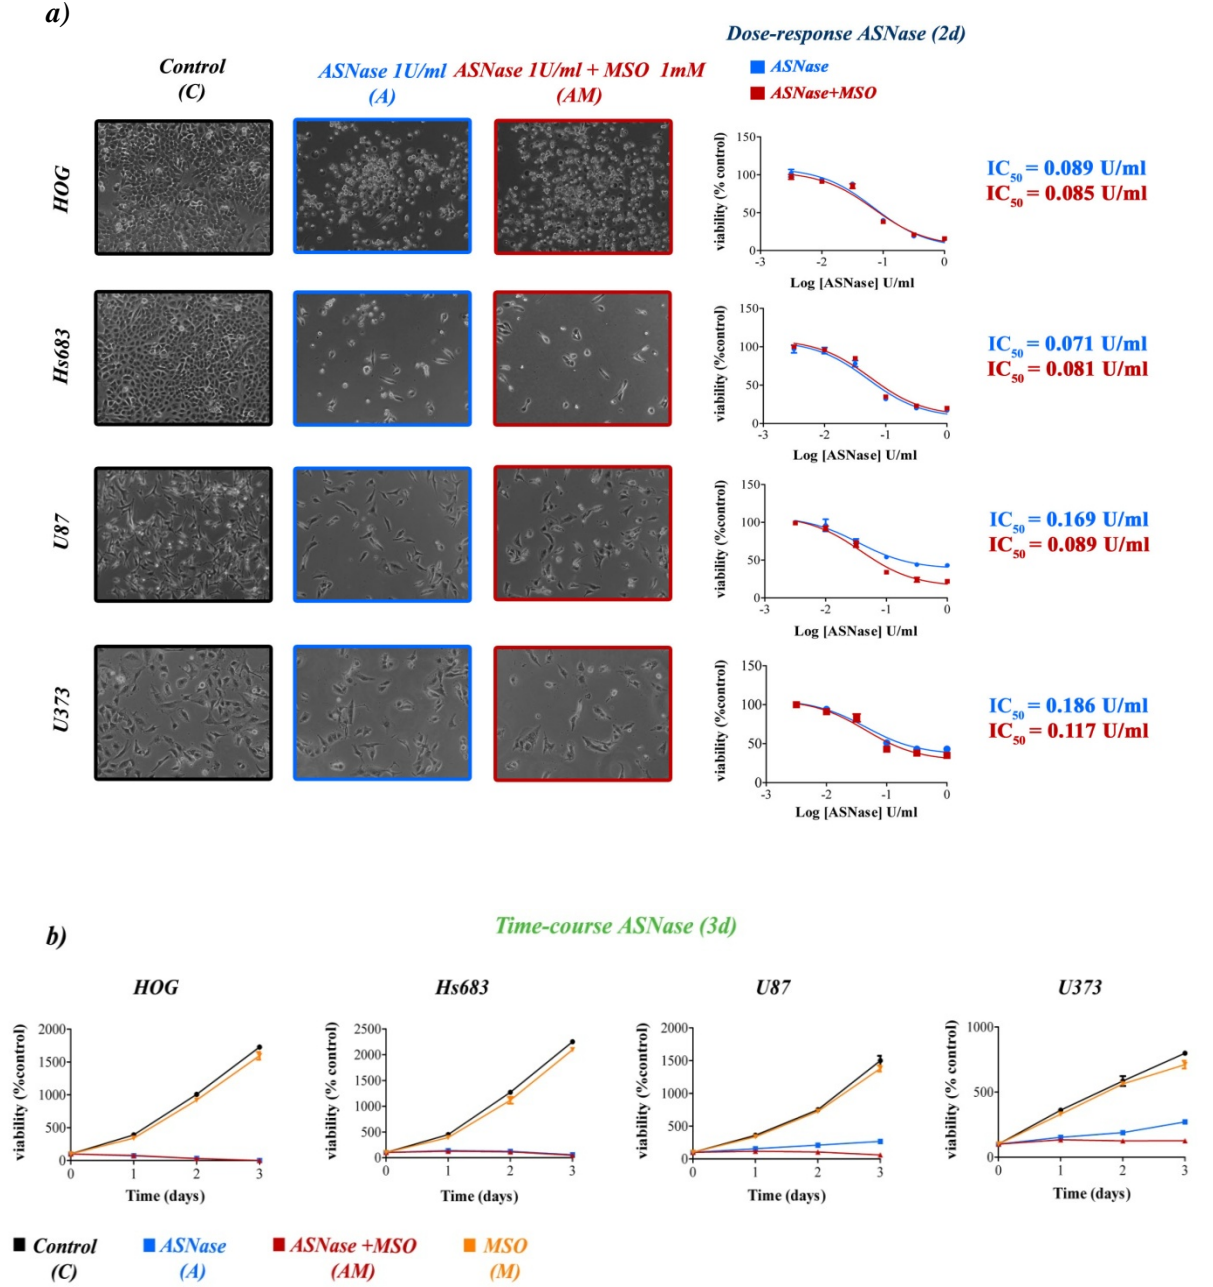 a)
Dose-response ASNase (2d)
Control
(C)
ASNase 1U/ml
(A)
ASNase 1U/ml + MSO 1mM
(AM)
ASNase
ASNase+MSO
HOG
150
100
50
0
-3 -2 -1 0
viability (% control)
Log [ASNase] U/ml
IC50 = 0.089 U/ml
IC50 = 0.085 U/ml
Hs683
150
100
50
0
-3 -2 -1 0
viability (%control)
Log [ASNase] U/ml
IC50 = 0.071 U/ml
IC50 = 0.081 U/ml
U87
150
100
50
0
-3 -2 -1 0
viability (%control)
Log [ASNase] U/ml
IC50 = 0.169 U/ml
IC50 = 0.089 U/ml
U373
150
100
50
0
-3 -2 -1 0
viability (%control)
Log [ASNase] U/ml
IC50 = 0.186 U/ml
IC50 = 0.117 U/ml
b)
Time-course ASNase (3d)
HOG
viability (%control)
2000
1500
1000
500
0
0 1 2 3
Time (days)
Hs683
viability (% control)
2500
2000
1500
1000
500
0
0 1 2 3
Time (days)
U87
viability (%control)
2000
1500
1000
500
0
0 1 2 3
Time (days)
U373
viability (% control)
1000
500
0
0 1 2 3
Time (days)
Control
(C)
ASNase
(A)
ASNase +MSO
(AM)
MSO
(M)